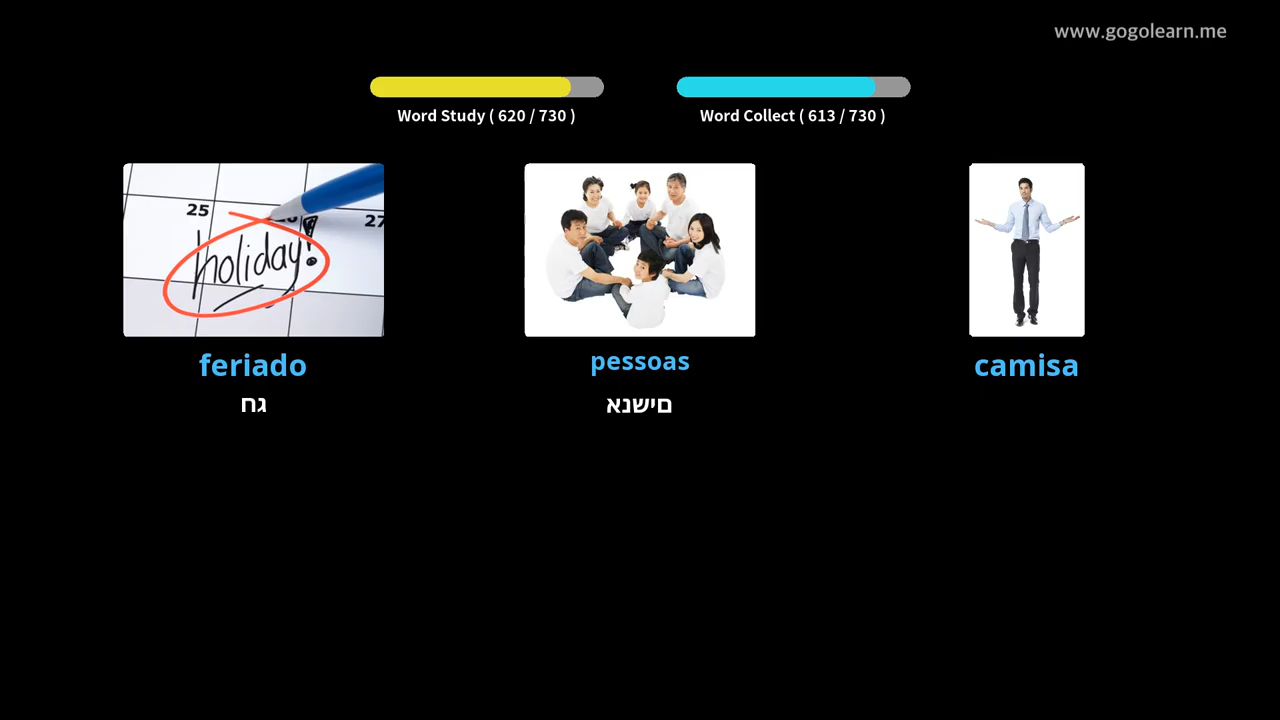 www.gogolearn.me
Word Study ( 620 / 730 )
Word Collect ( 613 / 730 )
25
27
holiday!
feriado
גח
pessoas
םישנא
camisa